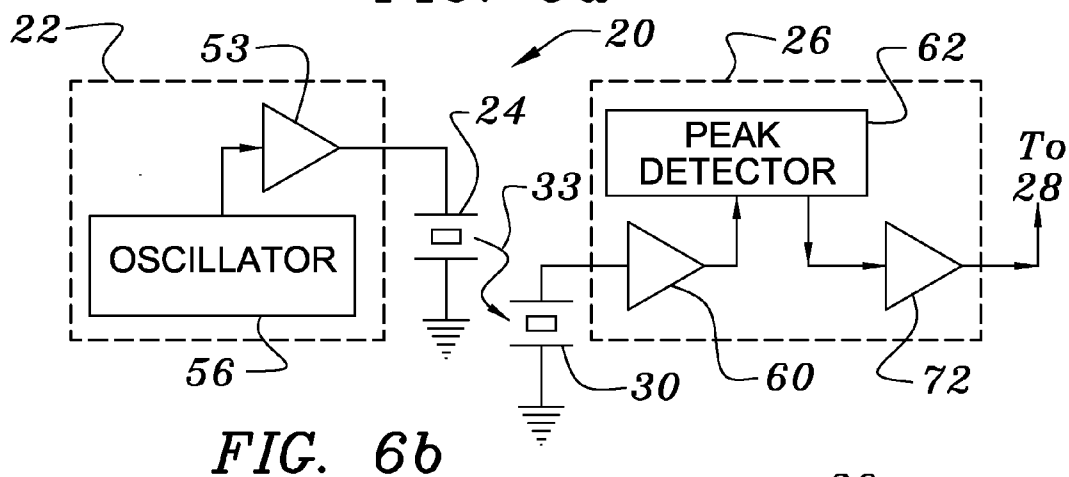 22
53
20
26
62
24
PEAK
DETECTOR
To
28
33
OSCILLATOR
56
30
60
72
FIG. 6b